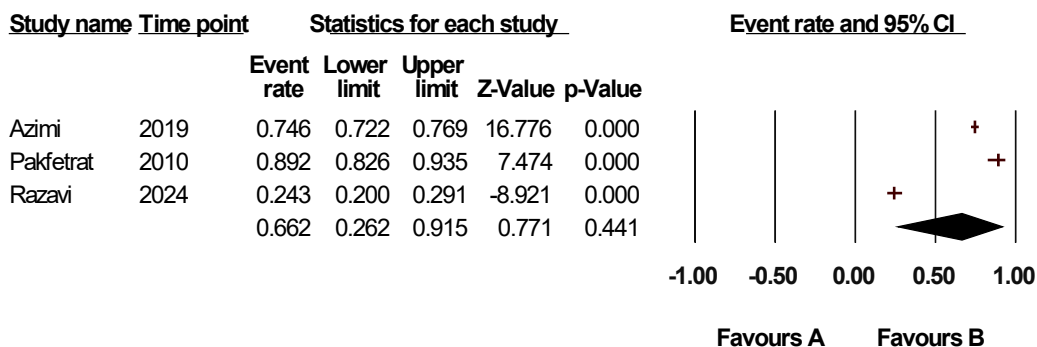 Study name Time point Statistics for each study Event rate and 95% CI
Event Lower Upper
rate limit limit Z-Value p-Value
Azimi 2019 0.746 0.722 0.769 16.776 0.000
Pakfetrat 2010 0.892 0.826 0.935 7.474 0.000
Razavi 2024 0.243 0.200 0.291 -8.921 0.000
0.662 0.262 0.915 0.771 0.441
-1.00 -0.50 0.00 0.50 1.00
Favours A Favours B